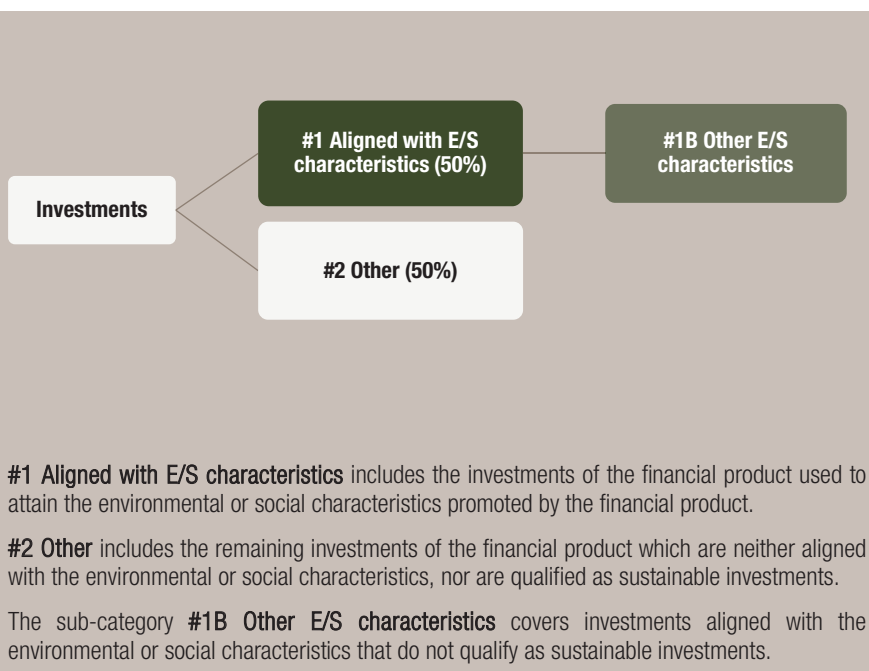 #1 Aligned with E/S
characteristics (50%)
#1B Other E/S
characteristics
Investments
#2 Other (50%)
#1 Aligned with E/S characteristics includes the investments of the financial product used to
attain the environmental or social characteristics promoted by the financial product.
#2 Other includes the remaining investments of the financial product which are neither aligned
with the environmental or social characteristics, nor are qualified as sustainable investments.
The sub-category #1B Other E/S characteristics covers investments aligned with the
environmental or social characteristics that do not qualify as sustainable investments.